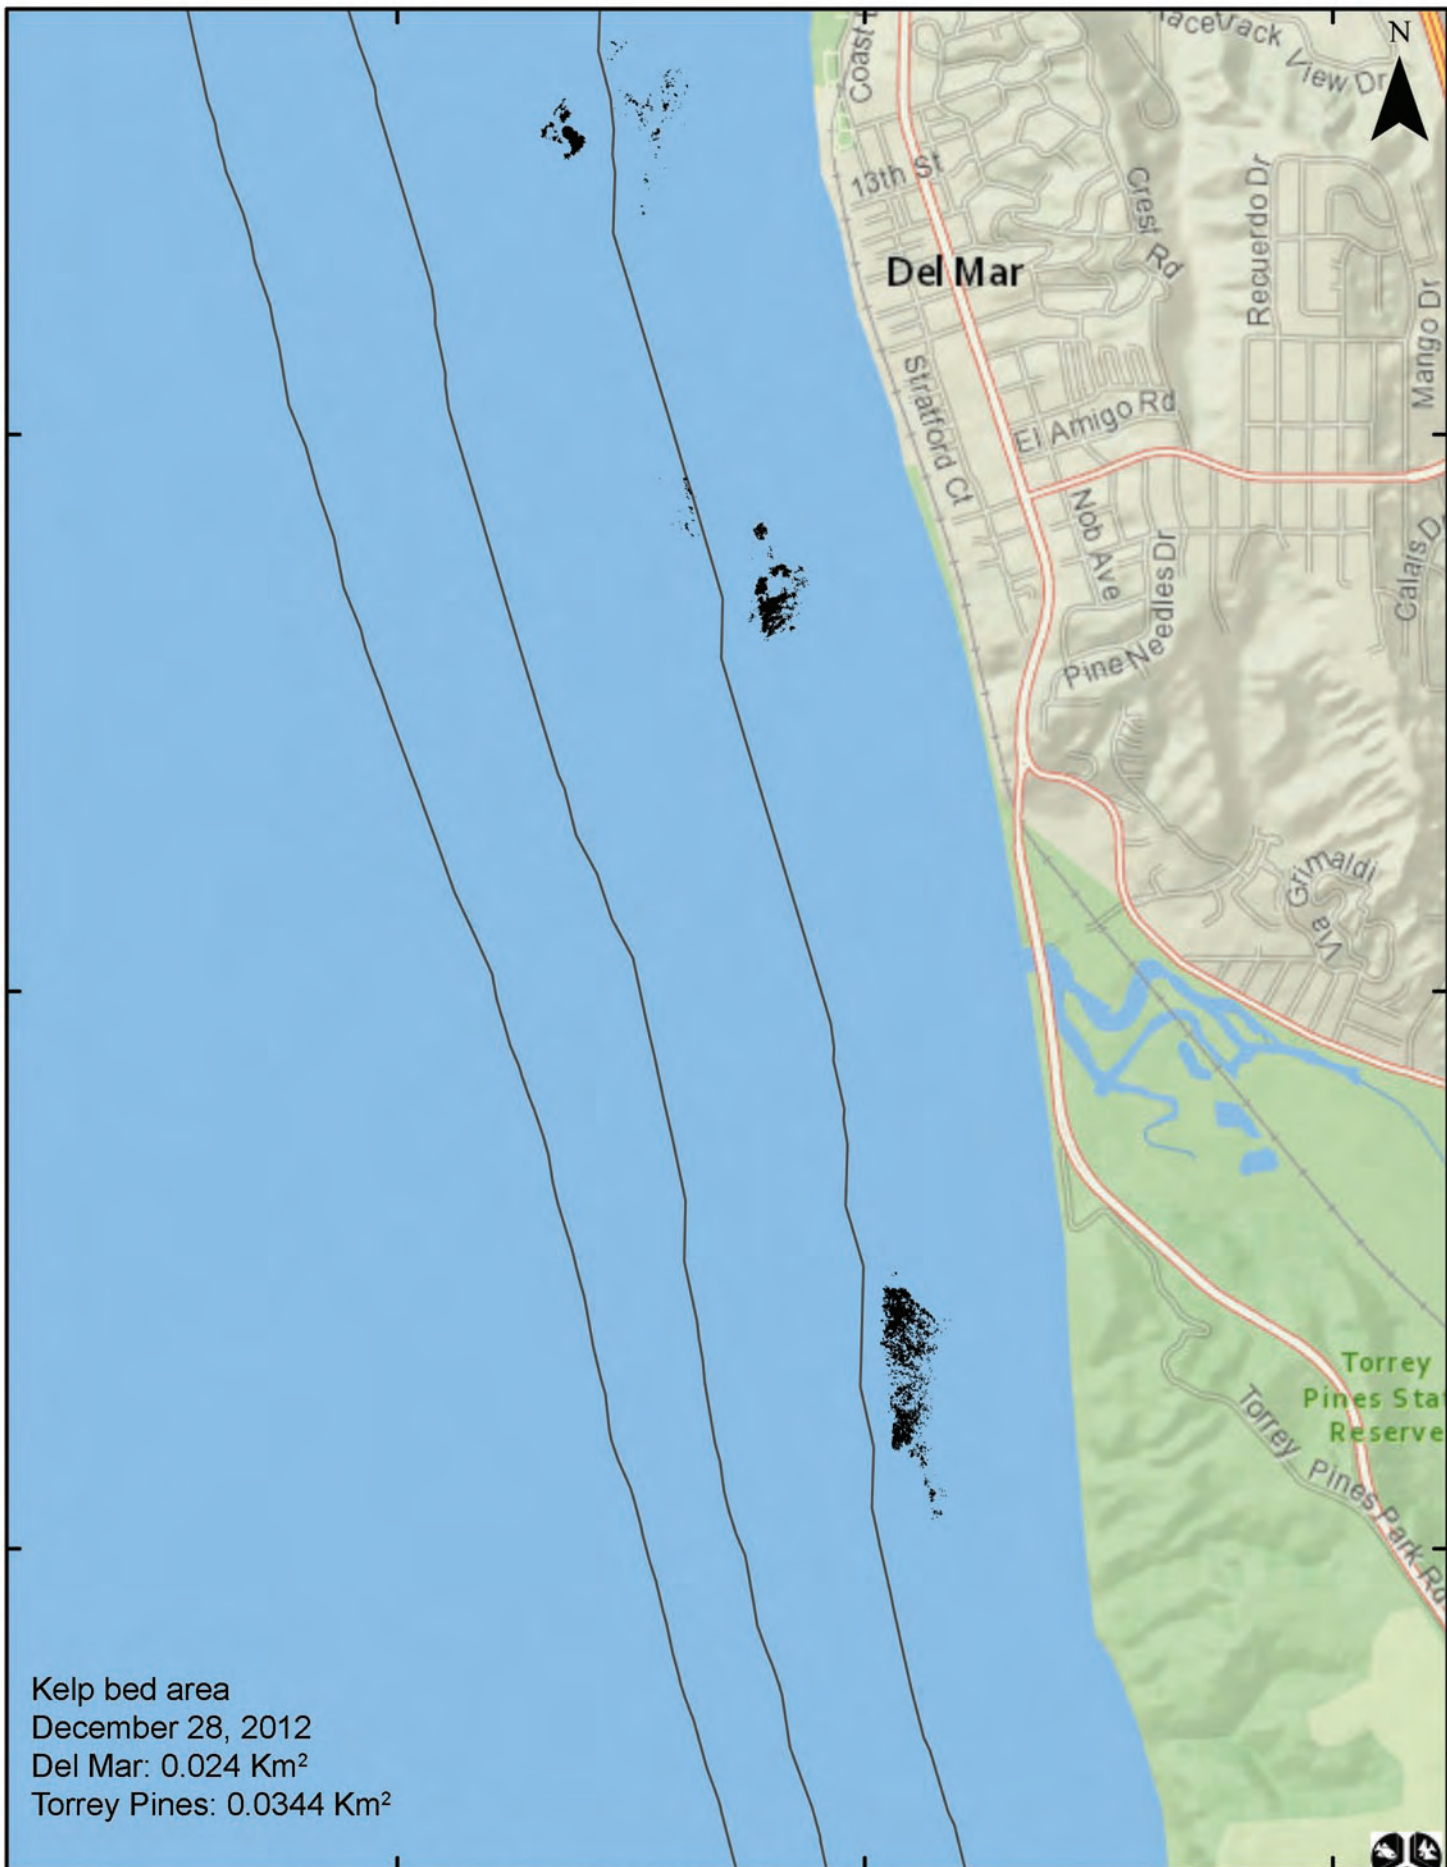 N
Coast
Racetrack View Dr
13th St
Crest Rd
Recuerdo Dr
Mango Dr
Del Mar
Stratford Ct
El Amigo Rd
Nob Ave
Pine Needles Dr
Calais D
Via Grimaldi
Torrey
Pines Stat
Reserve
Torrey Pines Park Rd
Kelp bed area
December 28, 2012
Del Mar: 0.024 Km²
Torrey Pines: 0.0344 Km²